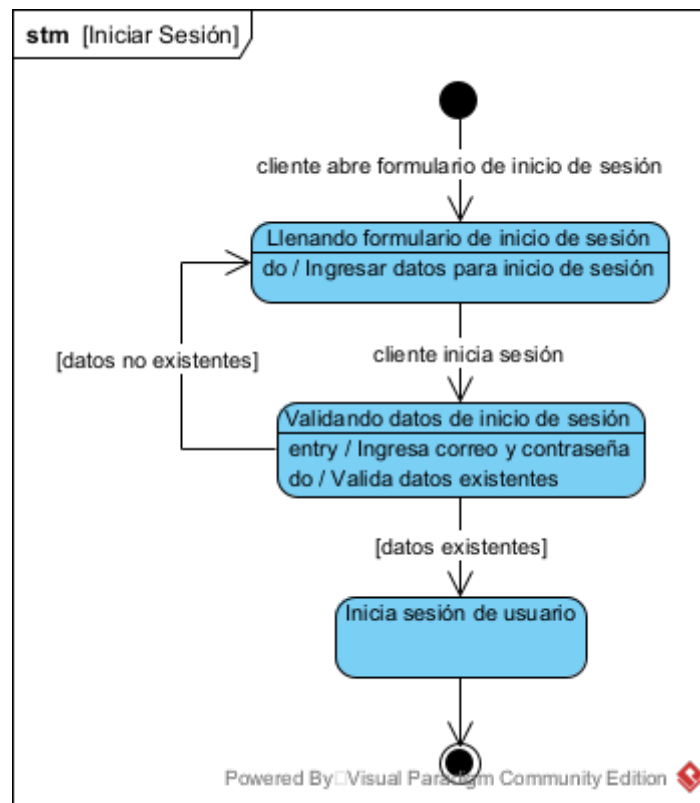 stm [Iniciar Sesión]
cliente abre formulario de inicio de sesión
Llenando formulario de inicio de sesión
do / Ingresar datos para inicio de sesión
[datos no existentes]
cliente inicia sesión
Validando datos de inicio de sesión
entry / Ingresa correo y contraseña
do / Valida datos existentes
[datos existentes]
Inicia sesión de usuario
Powered By Visual Paradigm Community Edition